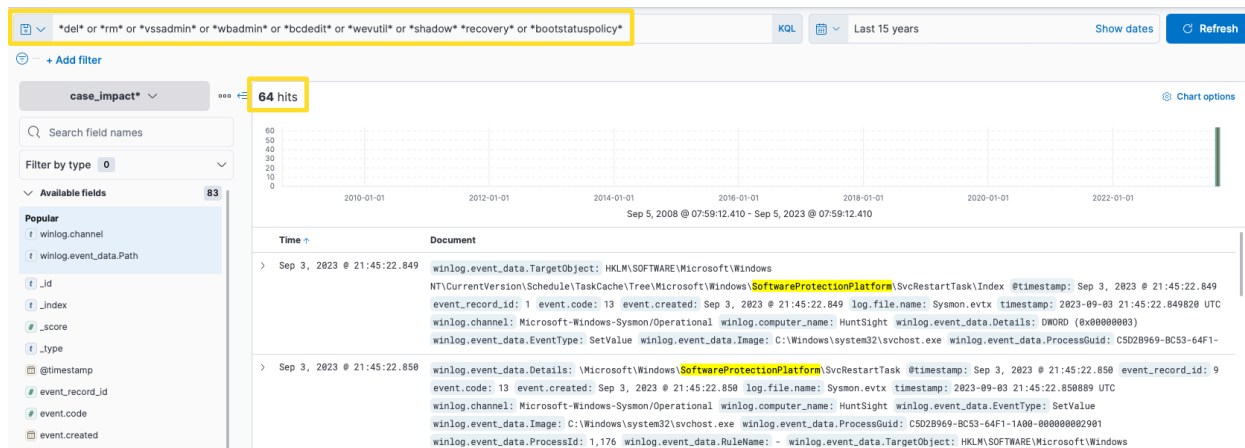 *del* or *rm* or *vssadmin* or *wbadmin* or *bcdedit* or *wevutil* or *shadow* *recovery* or *bootstatuspolicy*
KQL
Last 15 years
Show dates
Refresh
+ Add filter
case_impact*
64 hits
Chart options
Search field names
Filter by type 0
Available fields 83
Popular
t winlog.channel
t winlog.event_data.Path
t _id
t _index
# _score
t _type
@timestamp
# event_record_id
# event.code
event.created
60
50
40
30
20
10
0
2010-01-01 2012-01-01 2014-01-01 2016-01-01 2018-01-01 2020-01-01 2022-01-01
Sep 5, 2008 @ 07:59:12.410 - Sep 5, 2023 @ 07:59:12.410
Time Document
Sep 3, 2023 @ 21:45:22.849 winlog.event_data.TargetObject: HKLM\SOFTWARE\Microsoft\Windows
NT\CurrentVersion\Schedule\TaskCache\Tree\Microsoft\Windows\SoftwareProtectionPlatform\SvcRestartTask\Index @timestamp: Sep 3, 2023 @ 21:45:22.849
event_record_id: 1 event.code: 13 event.created: Sep 3, 2023 @ 21:45:22.849 log.file.name: Sysmon.evtx timestamp: 2023-09-03 21:45:22.849820 UTC
winlog.channel: Microsoft-Windows-Sysmon/Operational winlog.computer_name: HuntSight winlog.event_data.Details: DWORD (0x00000003)
winlog.event_data.EventType: SetValue winlog.event_data.Image: C:\Windows\system32\svchost.exe winlog.event_data.ProcessGuid: C5D2B969-BC53-64F1-
Sep 3, 2023 @ 21:45:22.850 winlog.event_data.Details: \Microsoft\Windows\SoftwareProtectionPlatform\SvcRestartTask @timestamp: Sep 3, 2023 @ 21:45:22.850 event_record_id: 9
event.code: 13 event.created: Sep 3, 2023 @ 21:45:22.850 log.file.name: Sysmon.evtx timestamp: 2023-09-03 21:45:22.850889 UTC
winlog.channel: Microsoft-Windows-Sysmon/Operational winlog.computer_name: HuntSight winlog.event_data.EventType: SetValue
winlog.event_data.Image: C:\Windows\system32\svchost.exe winlog.event_data.ProcessGuid: C5D2B969-BC53-64F1-1A00-000000002901
winlog.event_data.ProcessId: 1,176 winlog.event_data.RuleName: - winlog.event_data.TargetObject: HKLM\SOFTWARE\Microsoft\Windows